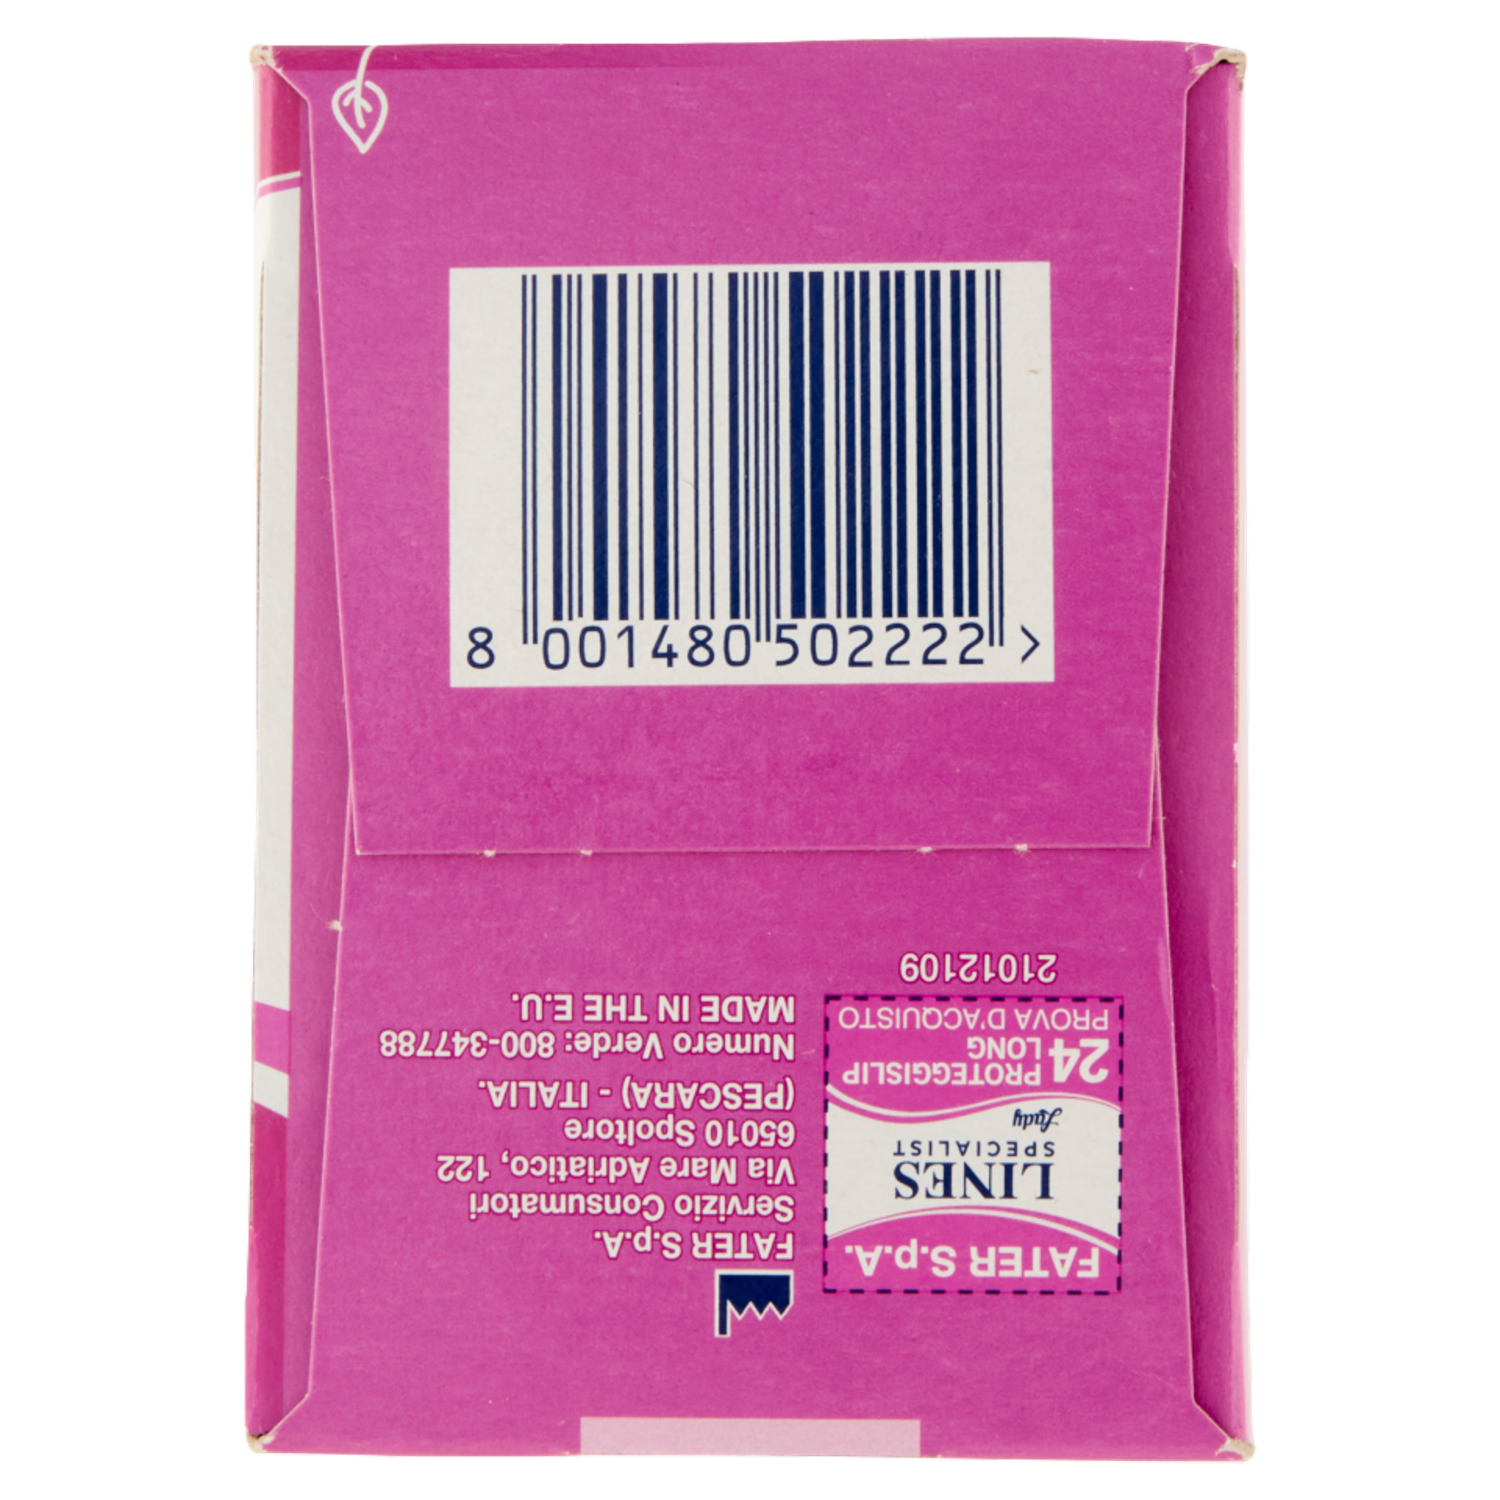 8 001480 502222 >
FATER S.p.A.
LINES
SPECIALIST
Lady
24 PROTEGGISLIP
LONG
PROVA D'ACQUISTO
21012109
FATER S.p.A.
Servizio Consumatori
Via Mare Adriatico, 122
65010 Spoltore
(PESCARA) - ITALIA.
Numero Verde: 800-347788
MADE IN THE E.U.